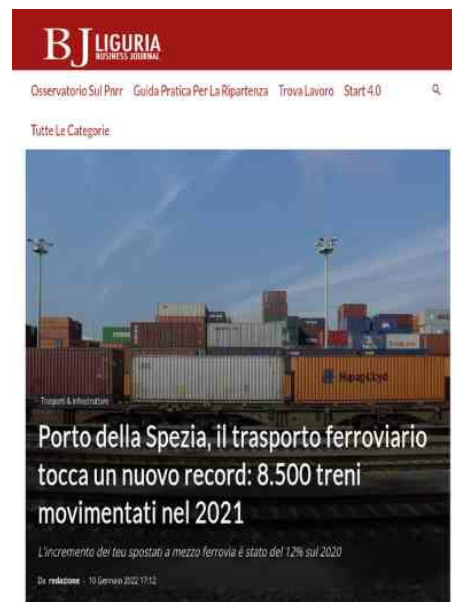 BJ LIGURIA
BUSINESS JOURNAL
Osservatorio Sul Pnrr Guida Pratica Per La Ripartenza Trova Lavoro Start 4.0
Tutte Le Categorie
Hapag-Lloyd
Trasporti & Infrastrutture
Porto della Spezia, il trasporto ferroviario
tocca un nuovo record: 8.500 treni
movimentati nel 2021
L'incremento dei teu spostati a mezzo ferrovia è stato del 12% sul 2020
Da redazione - 10 Gennaio 2022 17:12